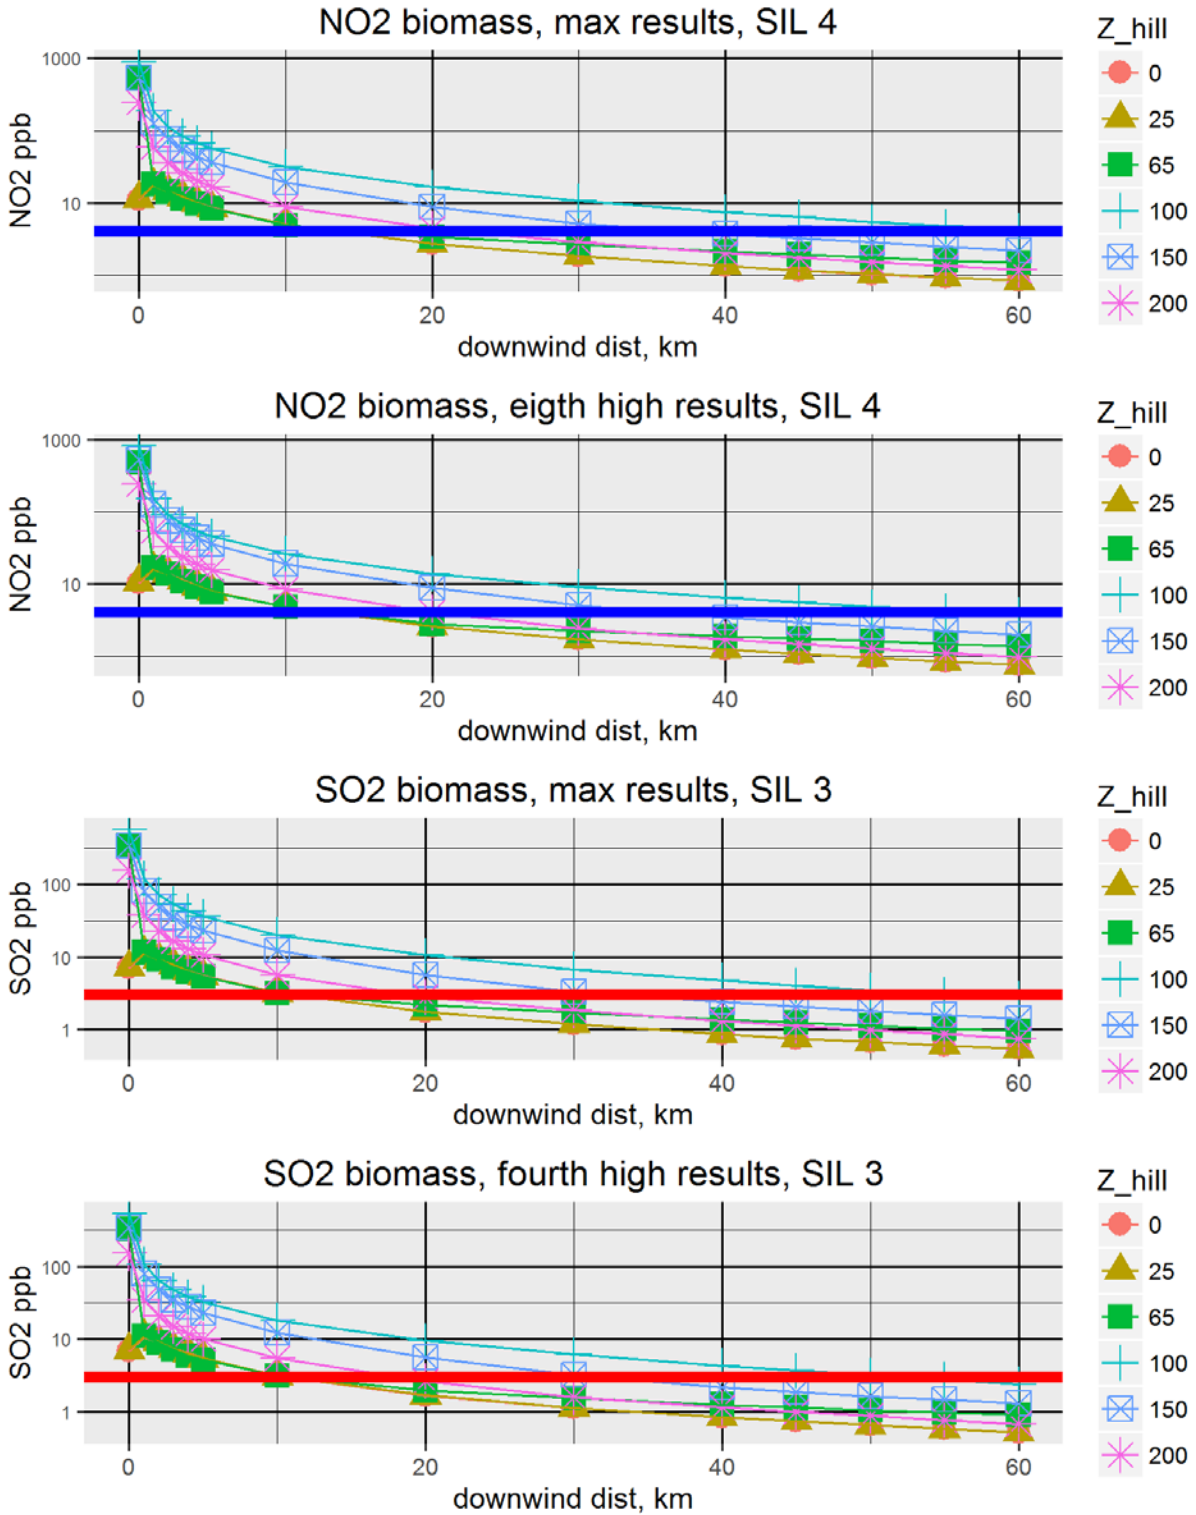 NO2 biomass, max results, SIL 4
NO2 ppb
1000
10
0 20 40 60
downwind dist, km
Z_hill
0
25
65
100
150
200
NO2 biomass, eigth high results, SIL 4
NO2 ppb
1000
10
0 20 40 60
downwind dist, km
Z_hill
0
25
65
100
150
200
SO2 biomass, max results, SIL 3
SO2 ppb
100
10
1
0 20 40 60
downwind dist, km
Z_hill
0
25
65
100
150
200
SO2 biomass, fourth high results, SIL 3
SO2 ppb
100
10
1
0 20 40 60
downwind dist, km
Z_hill
0
25
65
100
150
200